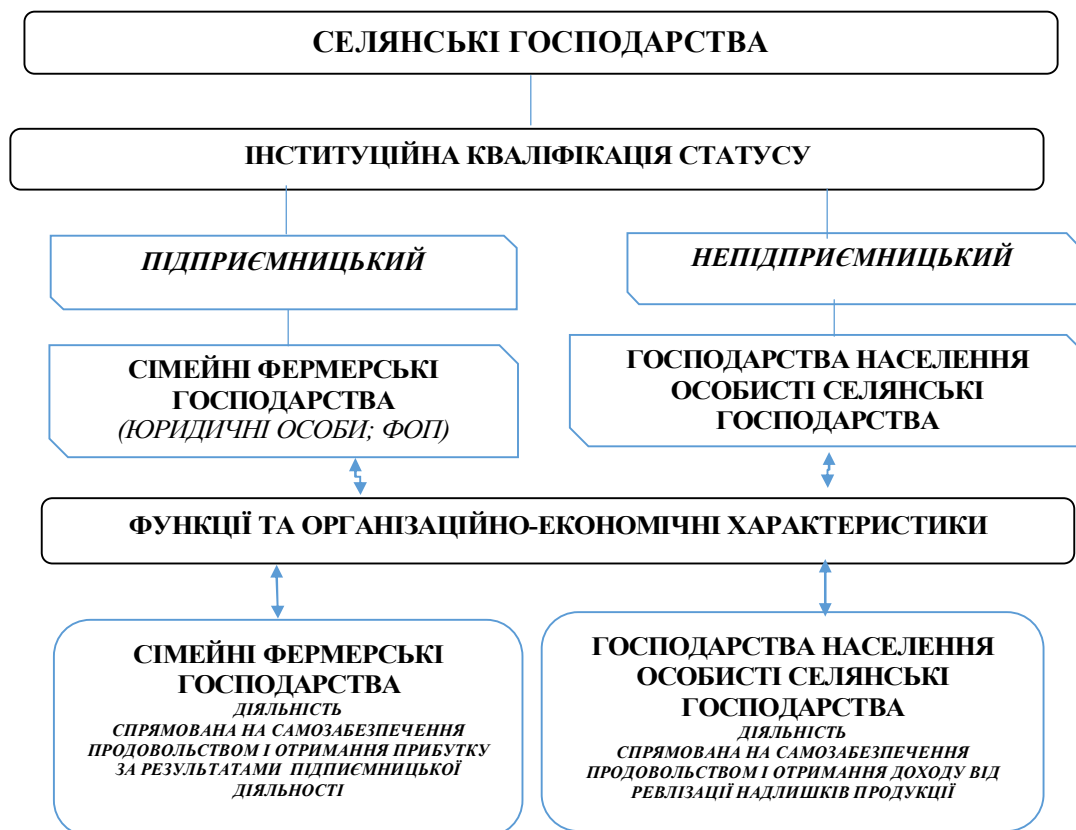 СЕЛЯНСЬКІ ГОСПОДАРСТВА
ІНСТИТУЦІЙНА КВАЛІФІКАЦІЯ СТАТУСУ
ПІДПРИЄМНИЦЬКИЙ
НЕПІДПРИЄМНИЦЬКИЙ
СІМЕЙНІ ФЕРМЕРСЬКІ
ГОСПОДАРСТВА
(ЮРИДИЧНІ ОСОБИ; ФОП)
ГОСПОДАРСТВА НАСЕЛЕННЯ
ОСОБИСТІ СЕЛЯНСЬКІ
ГОСПОДАРСТВА
ФУНКЦІЇ ТА ОРГАНІЗАЦІЙНО-ЕКОНОМІЧНІ ХАРАКТЕРИСТИКИ
СІМЕЙНІ ФЕРМЕРСЬКІ
ГОСПОДАРСТВА
ДІЯЛЬНІСТЬ
СПРЯМОВАНА НА САМОЗАБЕЗПЕЧЕННЯ
ПРОДОВОЛЬСТВОМ І ОТРИМАННЯ ПРИБУТКУ
ЗА РЕЗУЛЬТАТАМИ ПІДПИЄМНИЦЬКОЇ
ДІЯЛЬНОСТІ
ГОСПОДАРСТВА НАСЕЛЕННЯ
ОСОБИСТІ СЕЛЯНСЬКІ
ГОСПОДАРСТВА
ДІЯЛЬНІСТЬ
СПРЯМОВАНА НА САМОЗАБЕЗПЕЧЕННЯ
ПРОДОВОЛЬСТВОМ І ОТРИМАННЯ ДОХОДУ ВІД
РЕВЛІЗАЦІЇ НАДЛИШКІВ ПРОДУКЦІЇ